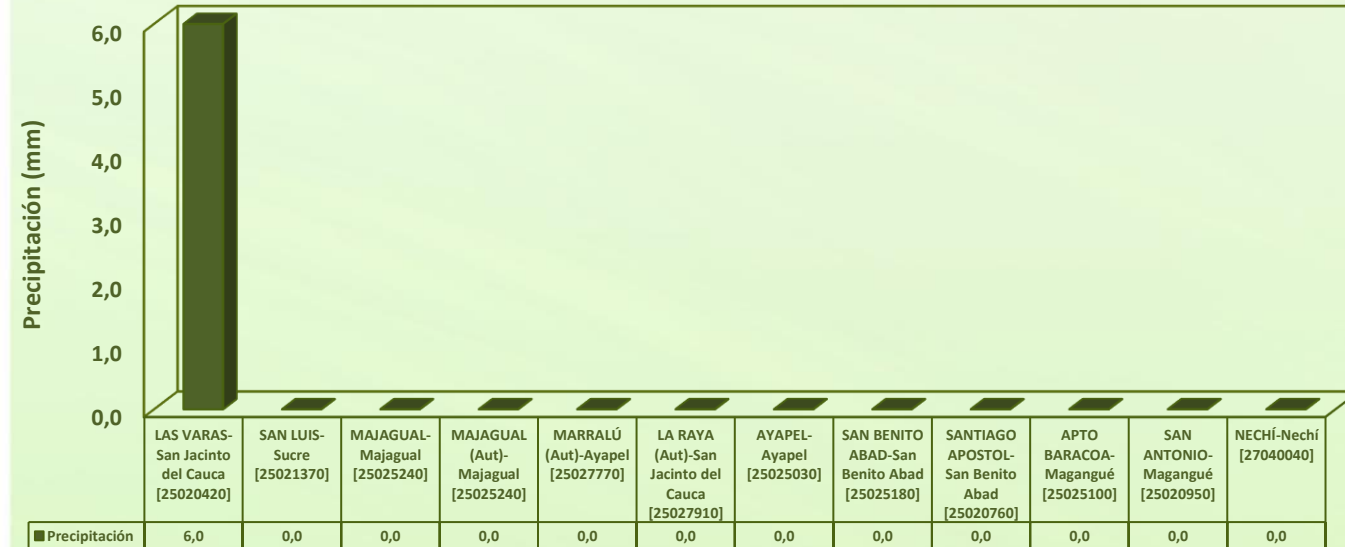 Precipitación (mm)
6,0
5,0
4,0
3,0
2,0
1,0
0,0
LAS VARAS-
San Jacinto
del Cauca
[25020420]
SAN LUIS-
Sucre
[25021370]
MAJAGUAL-
Majagual
[25025240]
MAJAGUAL
(Aut)-
Majagual
[25025240]
MARRALÚ
(Aut)-Ayapel
[25027770]
LA RAYA
(Aut)-San
Jacinto del
Cauca
[25027910]
AYAPEL-
Ayapel
[25025030]
SAN BENITO
ABAD-San
Benito Abad
[25025180]
SANTIAGO
APOSTOL-
San Benito
Abad
[25020760]
APTO
BARACOA-
Magangué
[25025100]
SAN
ANTONIO-
Magangué
[25020950]
NECHÍ-Nechí
[27040040]
Precipitación 6,0 0,0 0,0 0,0 0,0 0,0 0,0 0,0 0,0 0,0 0,0 0,0